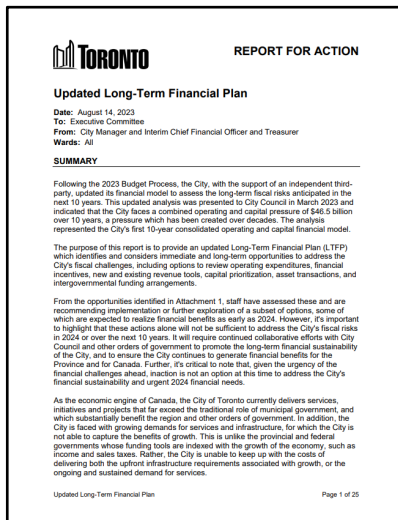 TORONTO
REPORT FOR ACTION
Updated Long-Term Financial Plan
Date: August 14, 2023
To: Executive Committee
From: City Manager and Interim Chief Financial Officer and Treasurer
Wards: All
SUMMARY
Following the 2023 Budget Process, the City, with the support of an independent third-
party, updated its financial model to assess the long-term fiscal risks anticipated in the
next 10 years. This updated analysis was presented to City Council in March 2023 and
indicated that the City faces a combined operating and capital pressure of $46.5 billion
over 10 years, a pressure which has been created over decades. The analysis
represented the City's first 10-year consolidated operating and capital financial model.
The purpose of this report is to provide an updated Long-Term Financial Plan (LTFP)
which identifies and considers immediate and long-term opportunities to address the
City's fiscal challenges, including options to review operating expenditures, financial
incentives, new and existing revenue tools, capital prioritization, asset transactions, and
intergovernmental funding arrangements.
From the opportunities identified in Attachment 1, staff have assessed these and are
recommending implementation or further exploration of a subset of options, some of
which are expected to realize financial benefits as early as 2024. However, it's important
to highlight that these actions alone will not be sufficient to address the City's fiscal risks
in 2024 or over the next 10 years. It will require continued collaborative efforts with City
Council and other orders of government to promote the long-term financial sustainability
of the City, and to ensure the City continues to generate financial benefits for the
Province and for Canada. Further, it's critical to note that, given the urgency of the
financial challenges ahead, inaction is not an option at this time to address the City's
financial sustainability and urgent 2024 financial needs.
As the economic engine of Canada, the City of Toronto currently delivers services,
initiatives and projects that far exceed the traditional role of municipal government, and
which substantially benefit the region and other orders of government. In addition, the
City is faced with growing demands for services and infrastructure, for which the City is
not able to capture the benefits of growth. This is unlike the provincial and federal
governments whose funding tools are indexed with the growth of the economy, such as
income and sales taxes. Rather, the City is unable to keep up with the costs of
delivering both the upfront infrastructure requirements associated with growth, or the
ongoing and sustained demand for services.
Updated Long-Term Financial Plan
Page 1 of 25